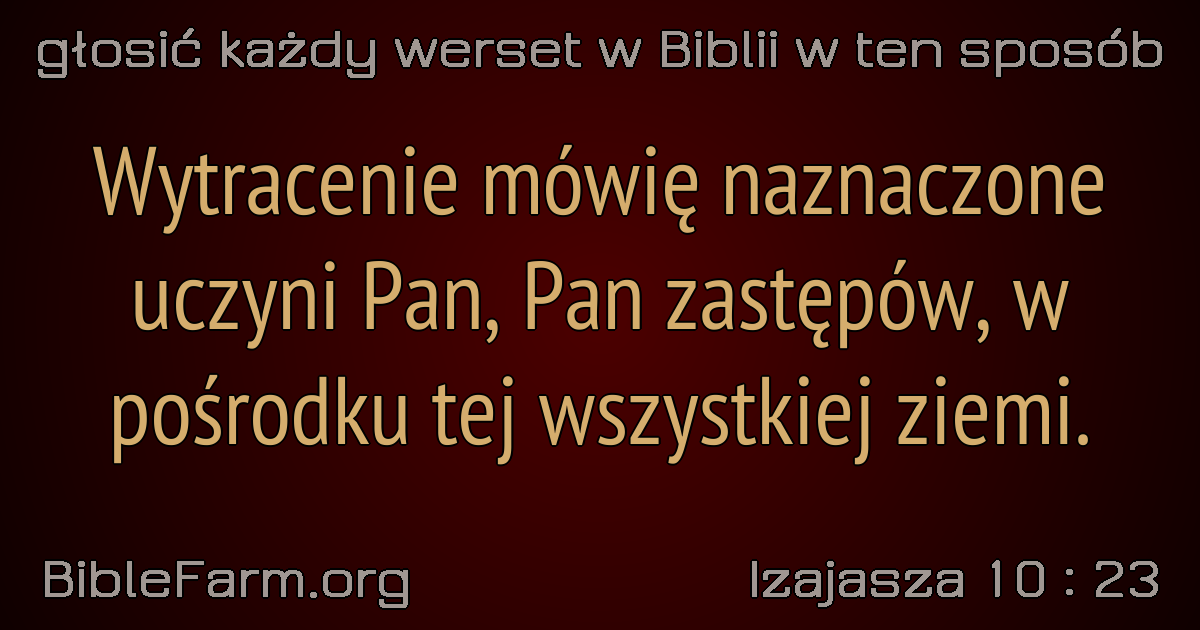 głosić każdy werset w Biblii w ten sposób
Wytracenie mówię naznaczone
uczyni Pan, Pan zastępów, w
pośrodku tej wszystkiej ziemi.
BibleFarm.org
Izajasza 10 : 23